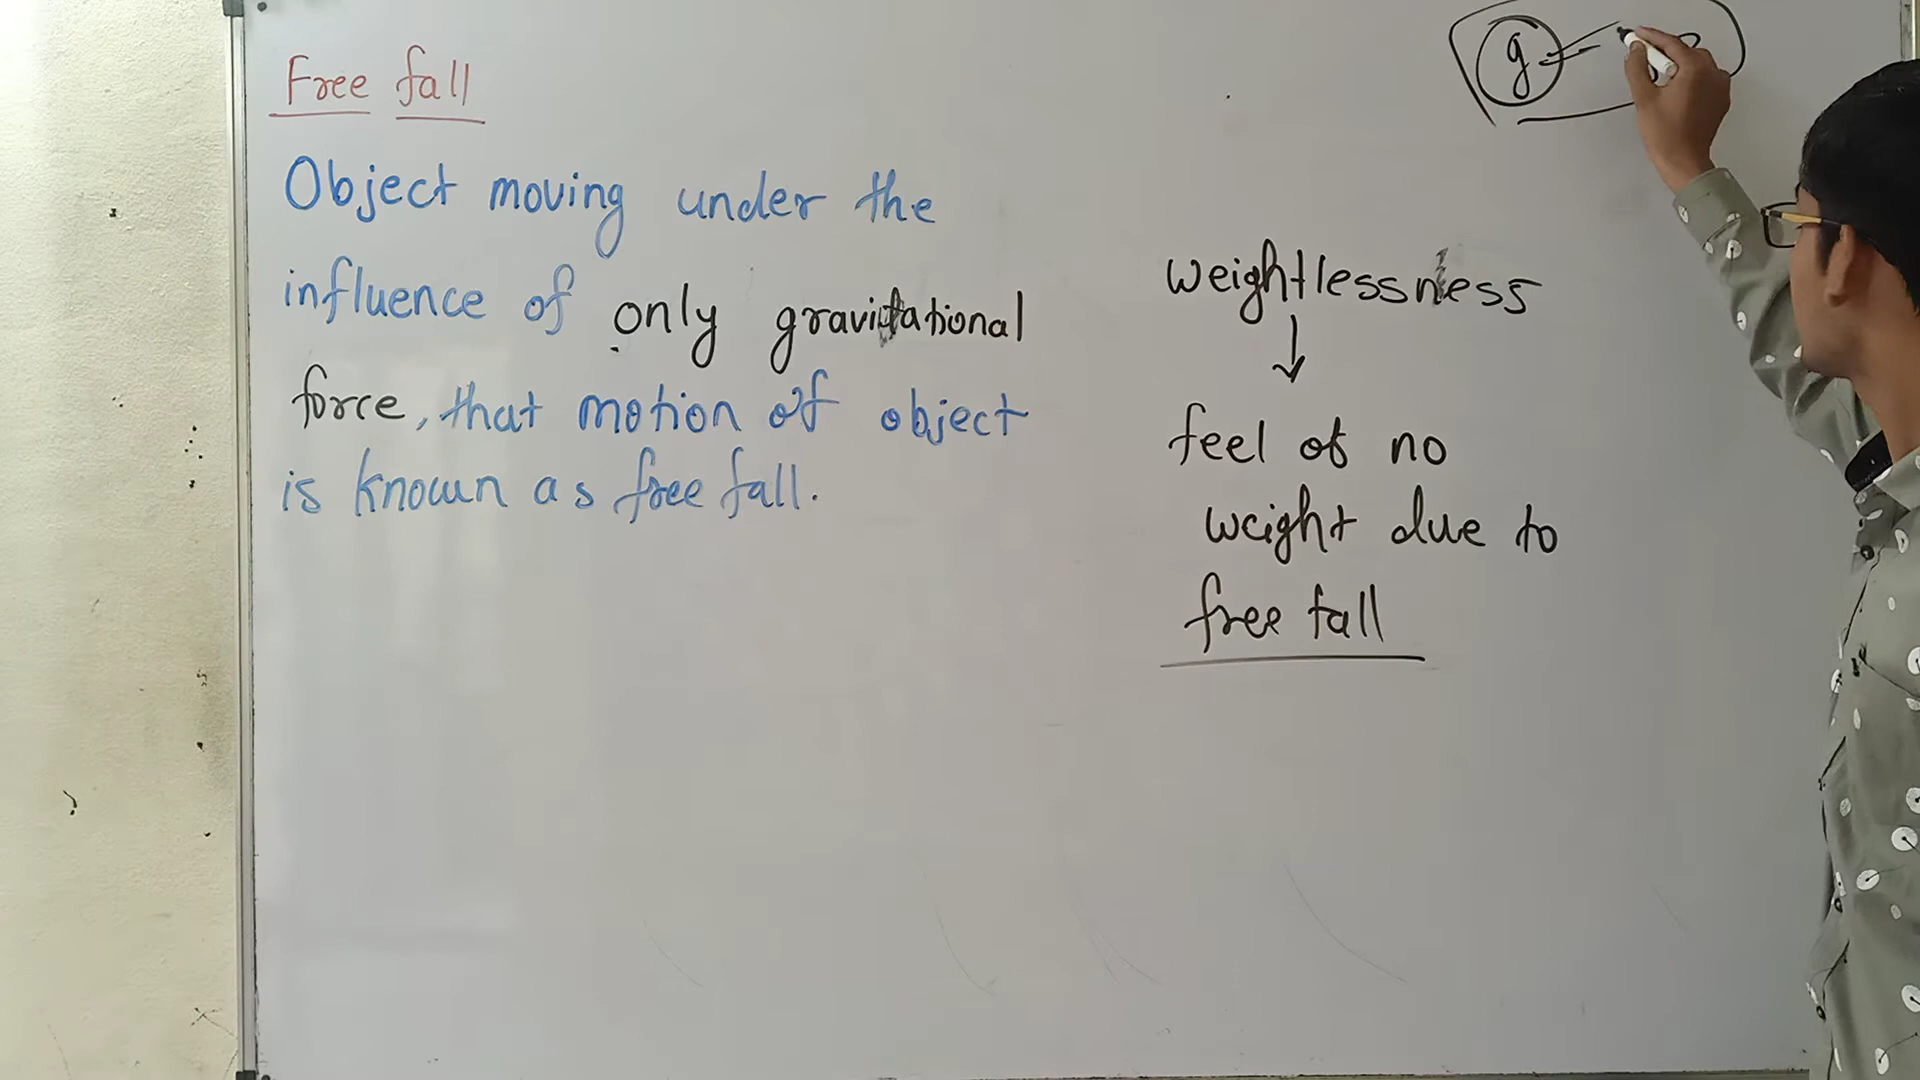 Free fall
Object moving under the
influence of only gravitational
force, that motion of object
is known as free fall.
g
weightlessness
↓
feel of no
weight due to
free fall